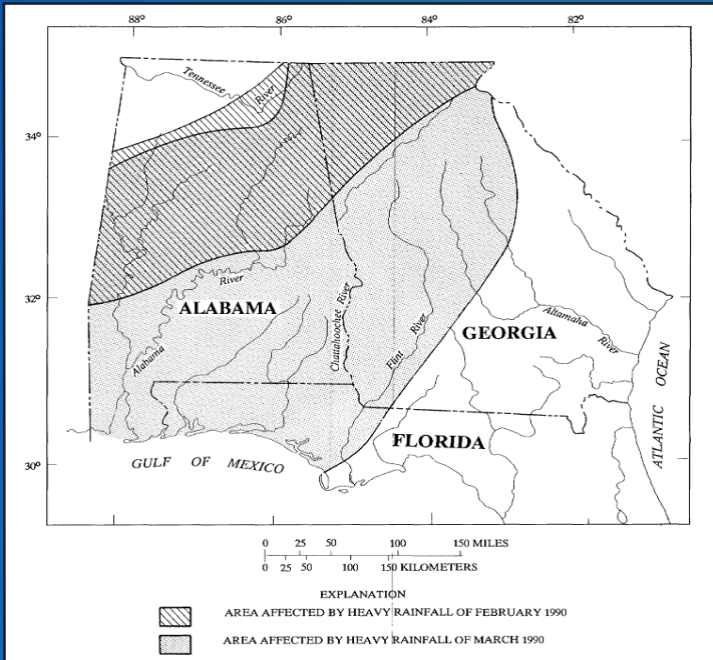 88° 86° 84° 82°
Tennessee
River
34°
32°
River
ALABAMA
Alabama
Chattahoochee River
Flint River
GEORGIA
Altamaha
River
ATLANTIC OCEAN
FLORIDA
30°
GULF OF MEXICO
0 25 50 100 150 MILES
0 25 50 100 150 KILOMETERS
EXPLANATION
AREA AFFECTED BY HEAVY RAINFALL OF FEBRUARY 1990
AREA AFFECTED BY HEAVY RAINFALL OF MARCH 1990